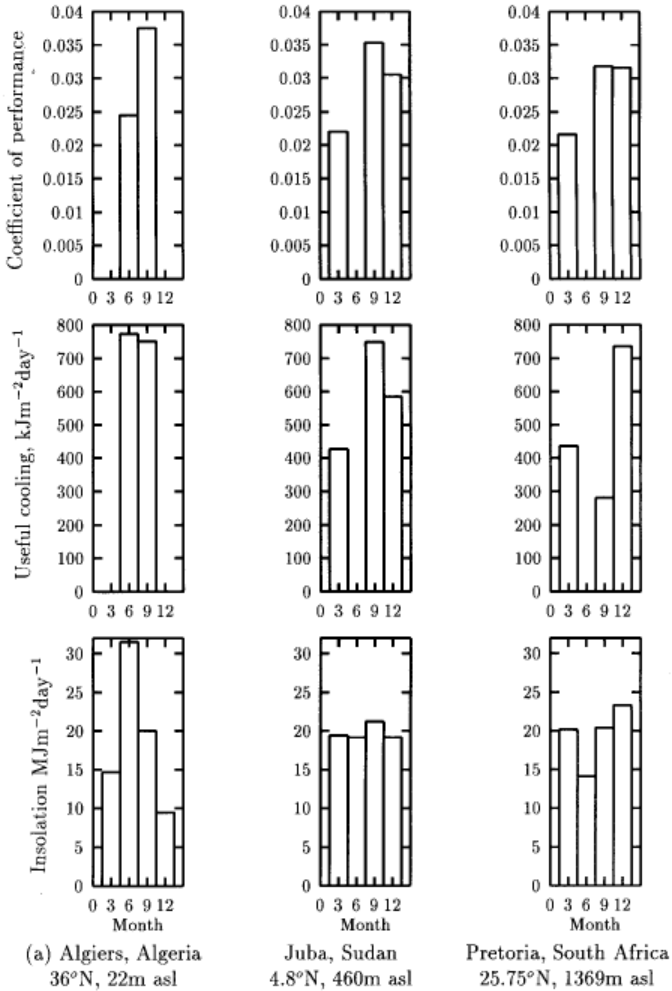 Coefficient of performance
0.04 0.04 0.04
0.035 0.035 0.035
0.03 0.03 0.03
0.025 0.025 0.025
0.02 0.02 0.02
0.015 0.015 0.015
0.01 0.01 0.01
0.005 0.005 0.005
0 0 0
0 3 6 9 12 0 3 6 9 12 0 3 6 9 12
Useful cooling, kJm⁻²day⁻¹
800 800 800
700 700 700
600 600 600
500 500 500
400 400 400
300 300 300
200 200 200
100 100 100
0 0 0
0 3 6 9 12 0 3 6 9 12 0 3 6 9 12
Insolation MJm⁻²day⁻¹
30 30 30
25 25 25
20 20 20
15 15 15
10 10 10
5 5 5
0 0 0
0 3 6 9 12 0 3 6 9 12 0 3 6 9 12
Month Month Month
(a) Algiers, Algeria Juba, Sudan Pretoria, South Africa
36°N, 22m asl 4.8°N, 460m asl 25.75°N, 1369m asl